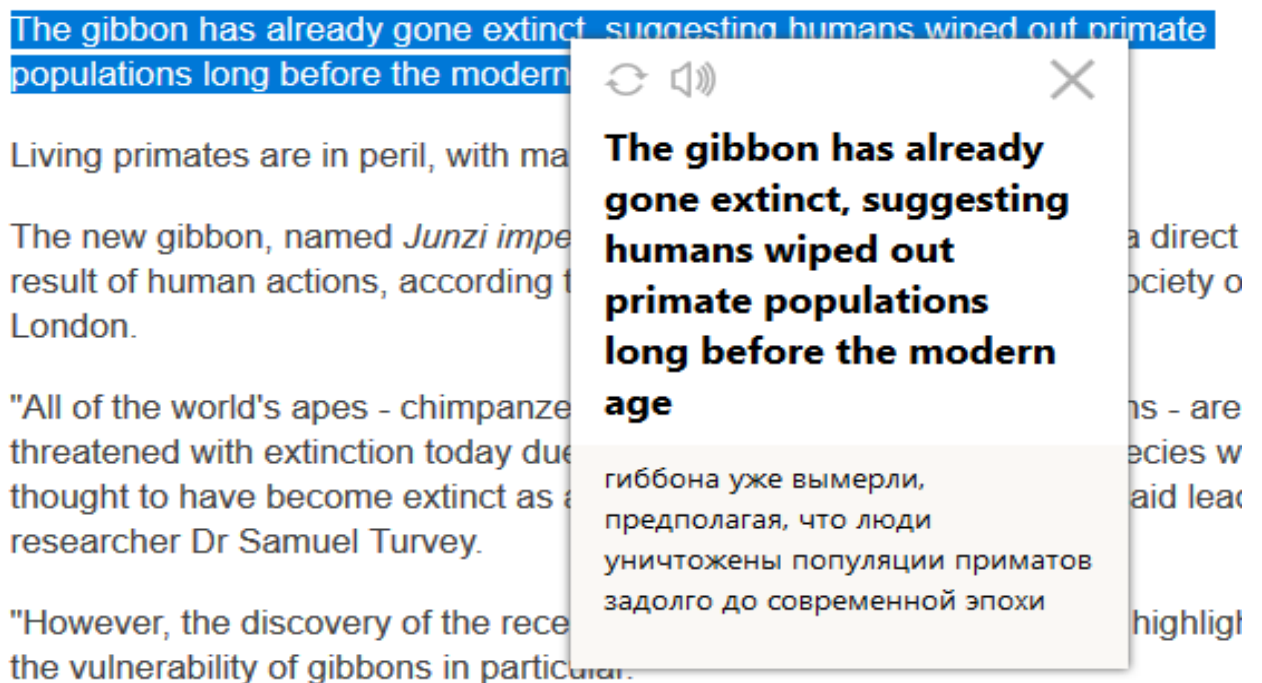 The gibbon has already gone extinct, suggesting humans wiped out primate
populations long before the modern
Living primates are in peril, with ma
The new gibbon, named Junzi impe a direct
result of human actions, according t ociety o
London.
"All of the world's apes - chimpanze ns - are
threatened with extinction today due ecies w
thought to have become extinct as a aid lead
researcher Dr Samuel Turvey.
"However, the discovery of the rece highligh
the vulnerability of gibbons in particular.
The gibbon has already
gone extinct, suggesting
humans wiped out
primate populations
long before the modern
age
гиббона уже вымерли,
предполагая, что люди
уничтожены популяции приматов
задолго до современной эпохи